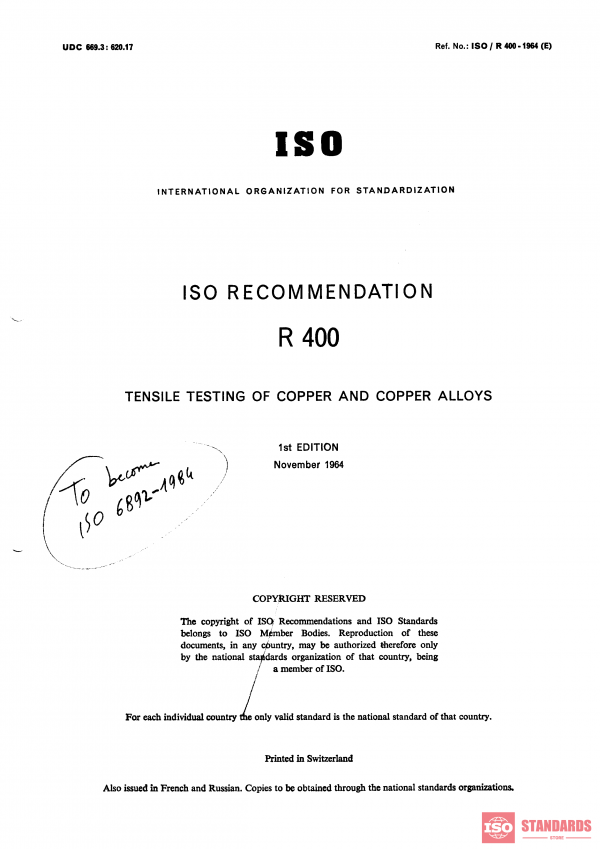 UDC 669.3 : 620.17
Ref. No.: ISO / R 400 - 1964 (E)
ISO
INTERNATIONAL ORGANIZATION FOR STANDARDIZATION
ISO RECOMMENDATION
R 400
TENSILE TESTING OF COPPER AND COPPER ALLOYS
1st EDITION
November 1964
To become
ISO 6892-1984
COPYRIGHT RESERVED
The copyright of ISO Recommendations and ISO Standards
belongs to ISO Member Bodies. Reproduction of these
documents, in any country, may be authorized therefore only
by the national standards organization of that country, being
a member of ISO.
For each individual country the only valid standard is the national standard of that country.
Printed in Switzerland
Also issued in French and Russian. Copies to be obtained through the national standards organizations.
ISO STANDARDS
STORE